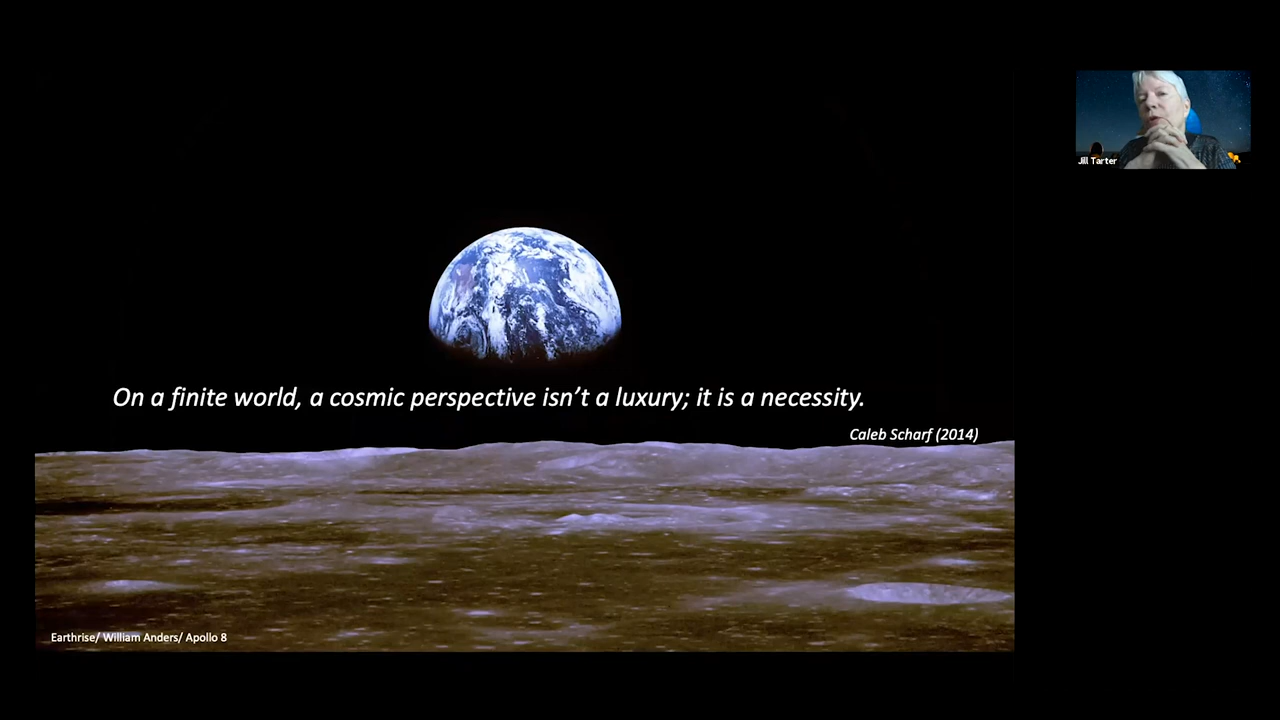 On a finite world, a cosmic perspective isn’t a luxury; it is a necessity.
Caleb Scharf (2014)
Earthrise/ William Anders/ Apollo 8
Jill Tarter